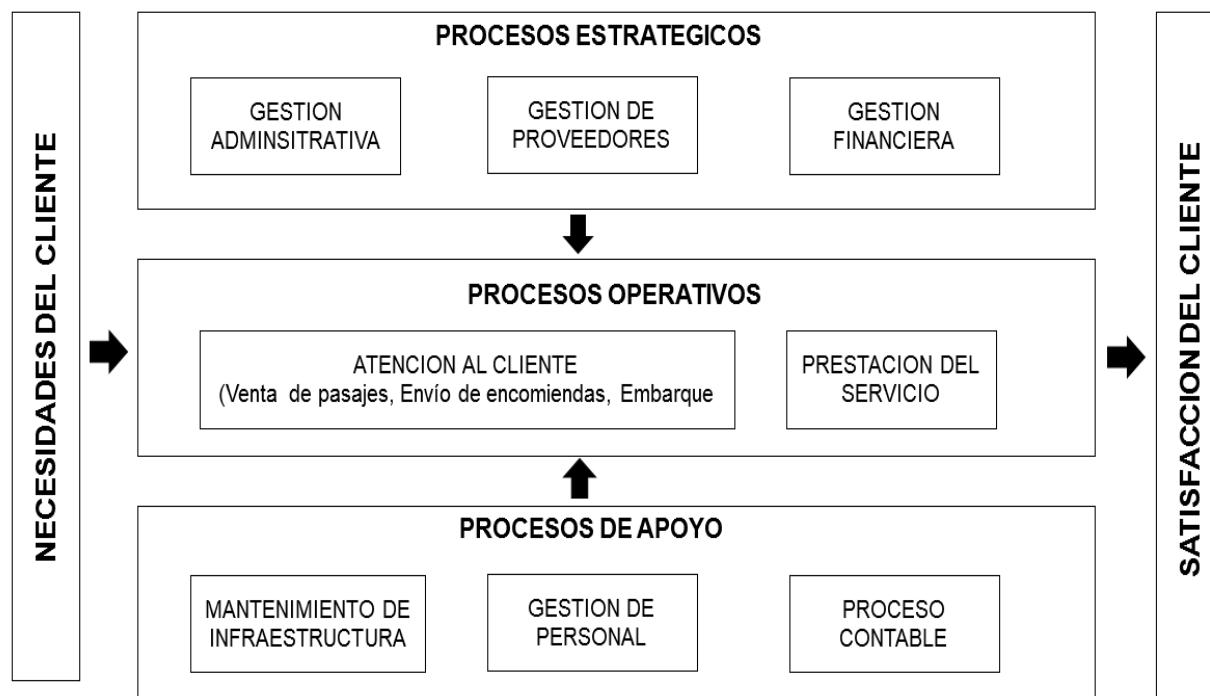 NECESIDADES DEL CLIENTE
PROCESOS ESTRATEGICOS
GESTION
ADMINSITRATIVA
GESTION DE
PROVEEDORES
GESTION
FINANCIERA
PROCESOS OPERATIVOS
ATENCION AL CLIENTE
(Venta de pasajes, Envío de encomiendas, Embarque
PRESTACION DEL
SERVICIO
PROCESOS DE APOYO
MANTENIMIENTO DE
INFRAESTRUCTURA
GESTION DE
PERSONAL
PROCESO
CONTABLE
SATISFACCION DEL CLIENTE